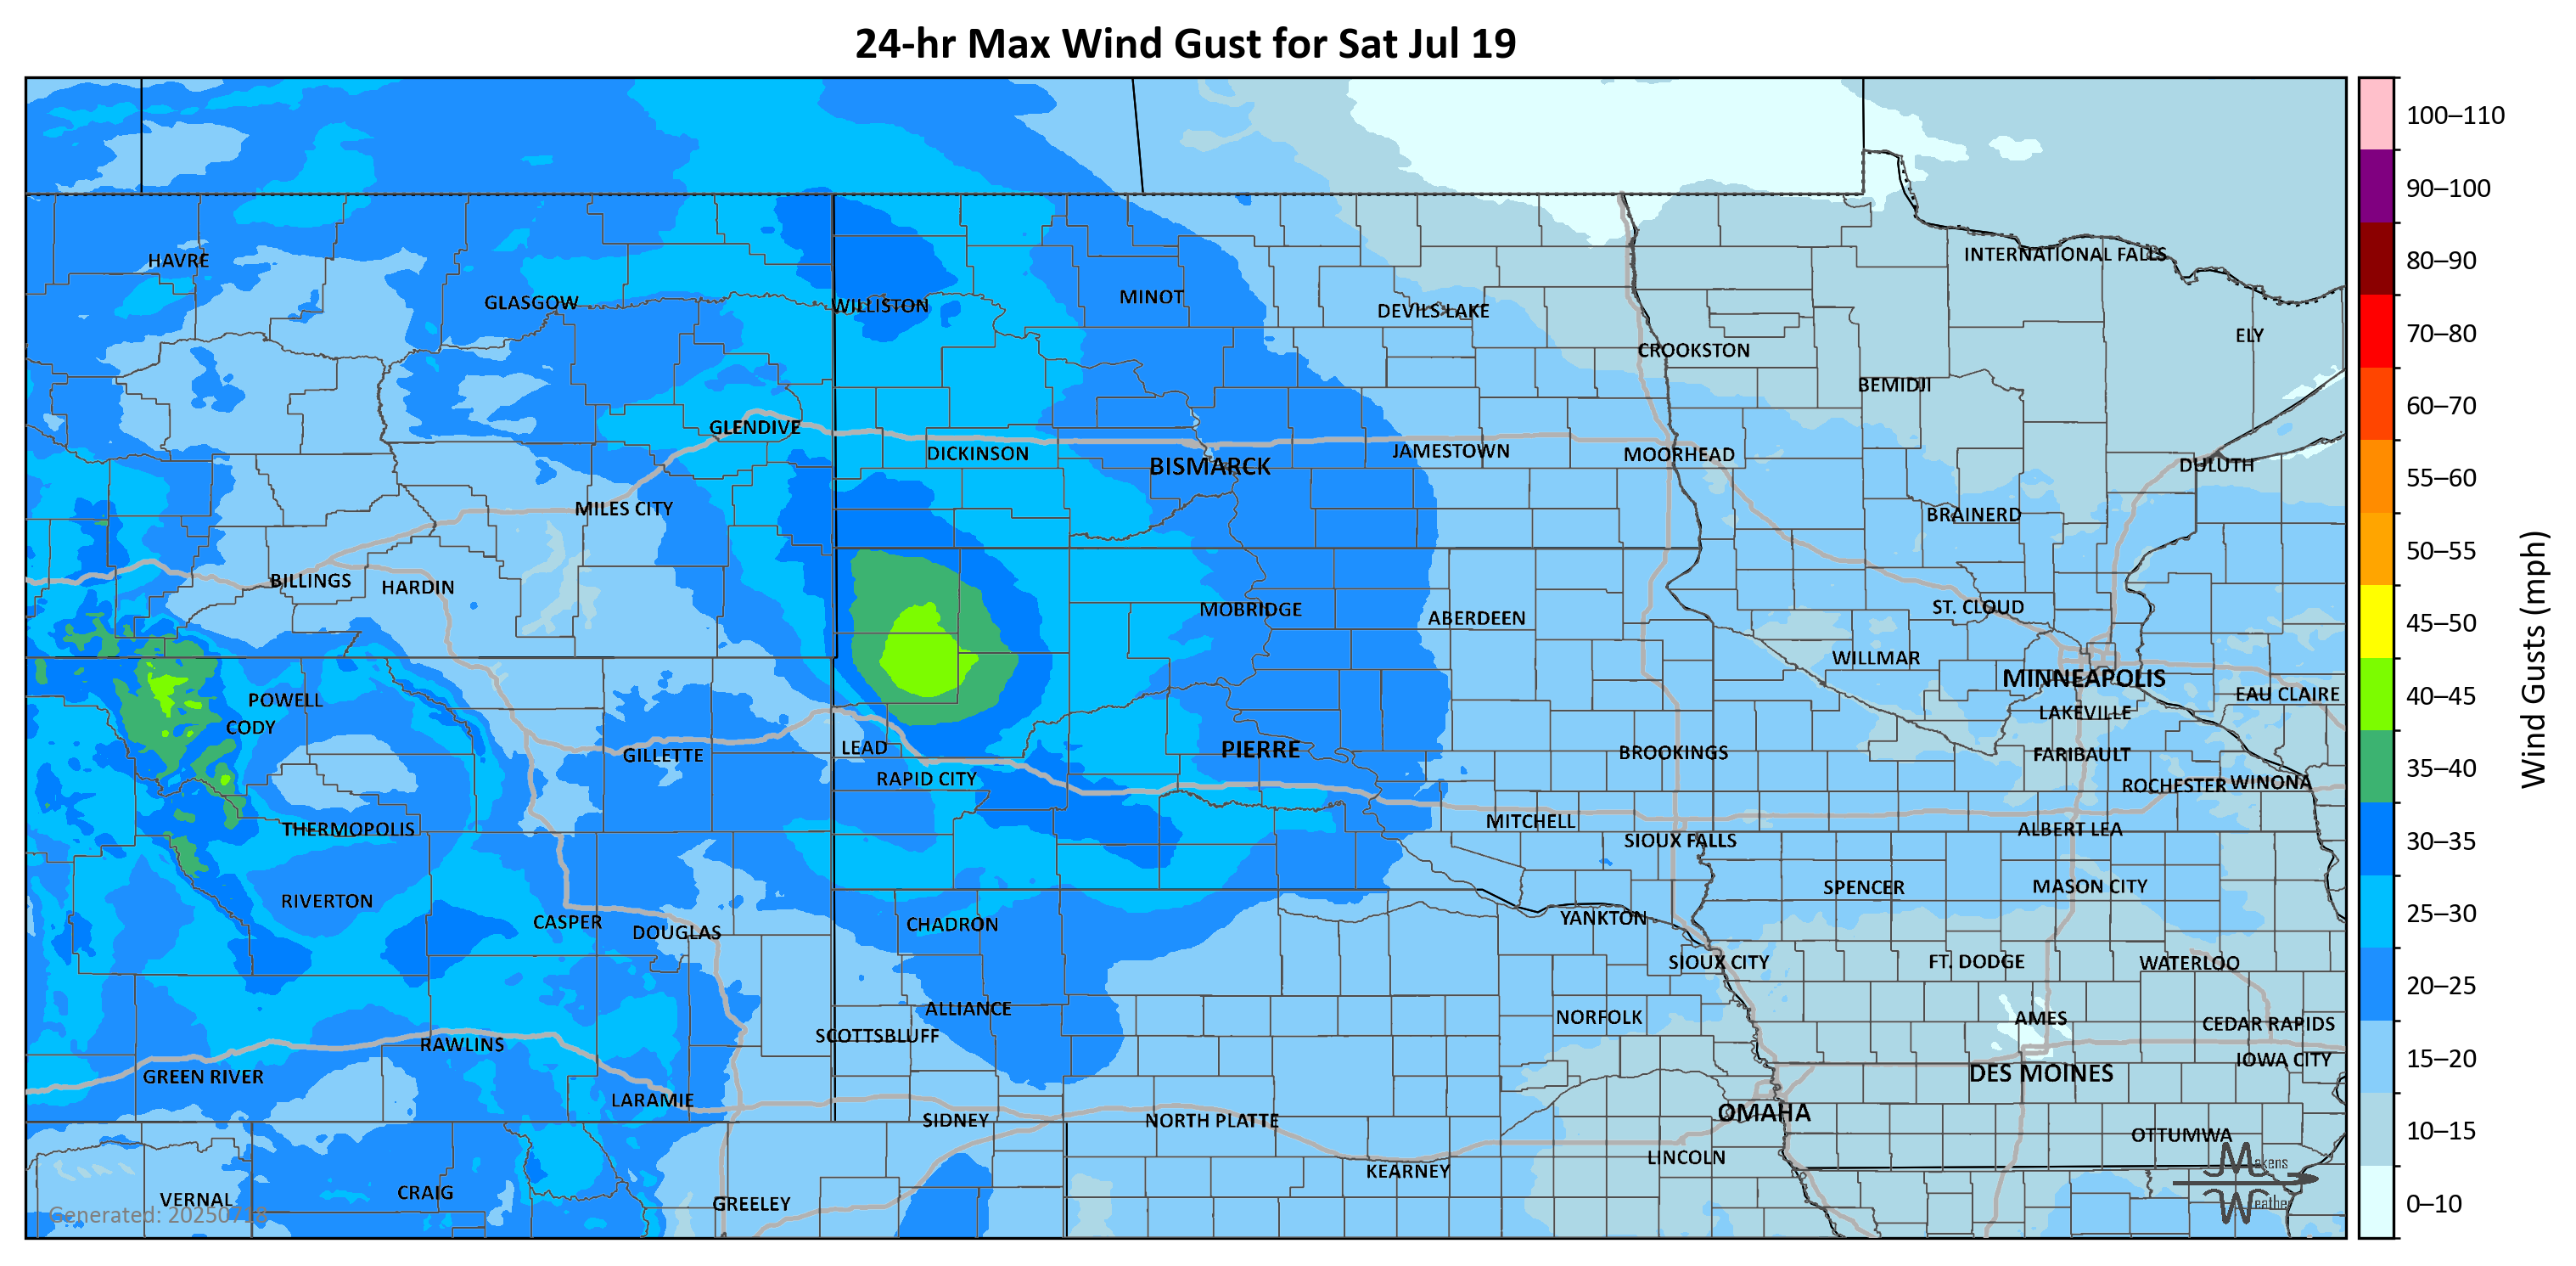 24-hr Max Wind Gust for Sat Jul 19
100–110
90–100
HAVRE
INTERNATIONAL FALLS
80–90
GLASGOW
WILLISTON
MINOT
DEVILS LAKE
70–80
ELY
CROOKSTON
BEMIDJI
60–70
GLENDIVE
DICKINSON
BISMARCK
JAMESTOWN
MOORHEAD
DULUTH
55–60
MILES CITY
BRAINERD
50–55
BILLINGS
HARDIN
MOBRIDGE
ABERDEEN
ST. CLOUD
45–50
WILLMAR
MINNEAPOLIS
Wind Gusts (mph)
POWELL
EAU CLAIRE
40–45
CODY
LAKEVILLE
GILLETTE
LEAD
PIERRE
BROOKINGS
FARIBAULT
35–40
RAPID CITY
ROCHESTER
WINONA
THERMOPOLIS
MITCHELL
SIOUX FALLS
ALBERT LEA
30–35
RIVERTON
SPENCER
MASON CITY
CASPER
DOUGLAS
CHADRON
YANKTON
25–30
SIOUX CITY
FT. DODGE
WATERLOO
20–25
ALLIANCE
NORFOLK
AMES
CEDAR RAPIDS
SCOTTSBLUFF
RAWLINS
IOWA CITY
15–20
GREEN RIVER
DES MOINES
LARAMIE
SIDNEY
NORTH PLATTE
OMAHA
OTTUMWA
10–15
KEARNEY
LINCOLN
Makens
Weather
VERNAL
CRAIG
GREELEY
0–10
Generated: 20250718